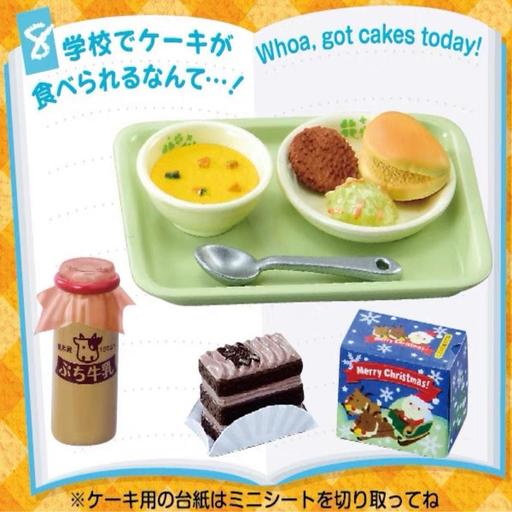 8 学校でケーキが
食べられるなんて…！
Whoa, got cakes today!
ぷち牛乳
Merry Christmas!
※ケーキ用の台紙はミニシートを切り取ってね